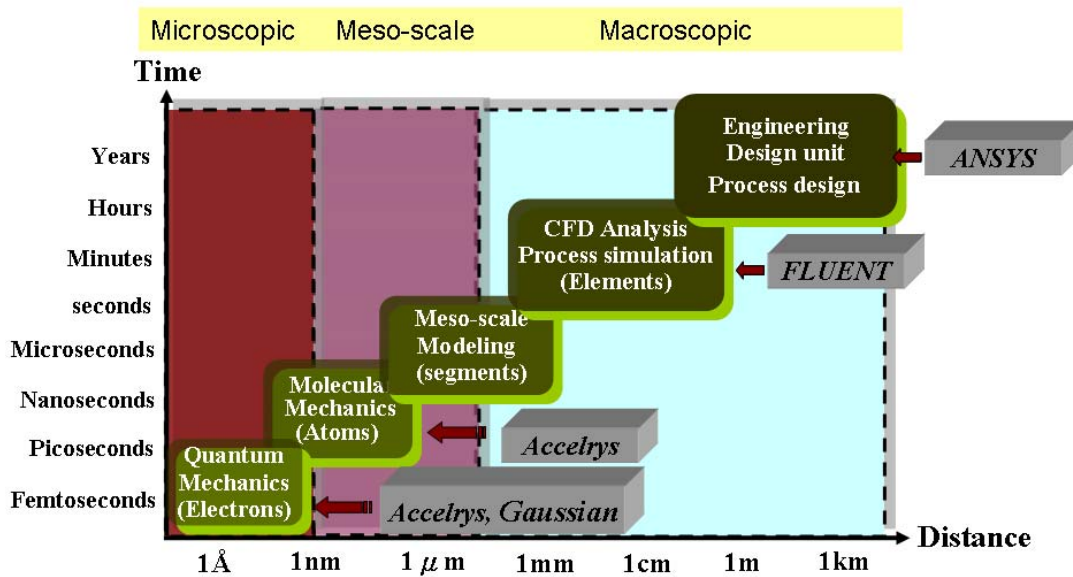 Microscopic Meso-scale Macroscopic
Time
Years
Hours
Minutes
seconds
Microseconds
Nanoseconds
Picoseconds
Femtoseconds
Engineering
Design unit
Process design
ANSYS
CFD Analysis
Process simulation
(Elements)
FLUENT
Meso-scale
Modeling
(segments)
Molecular
Mechanics
(Atoms)
Accelrys
Quantum
Mechanics
(Electrons)
Accelrys, Gaussian
Distance
1Å 1nm 1 μ m 1mm 1cm 1m 1km